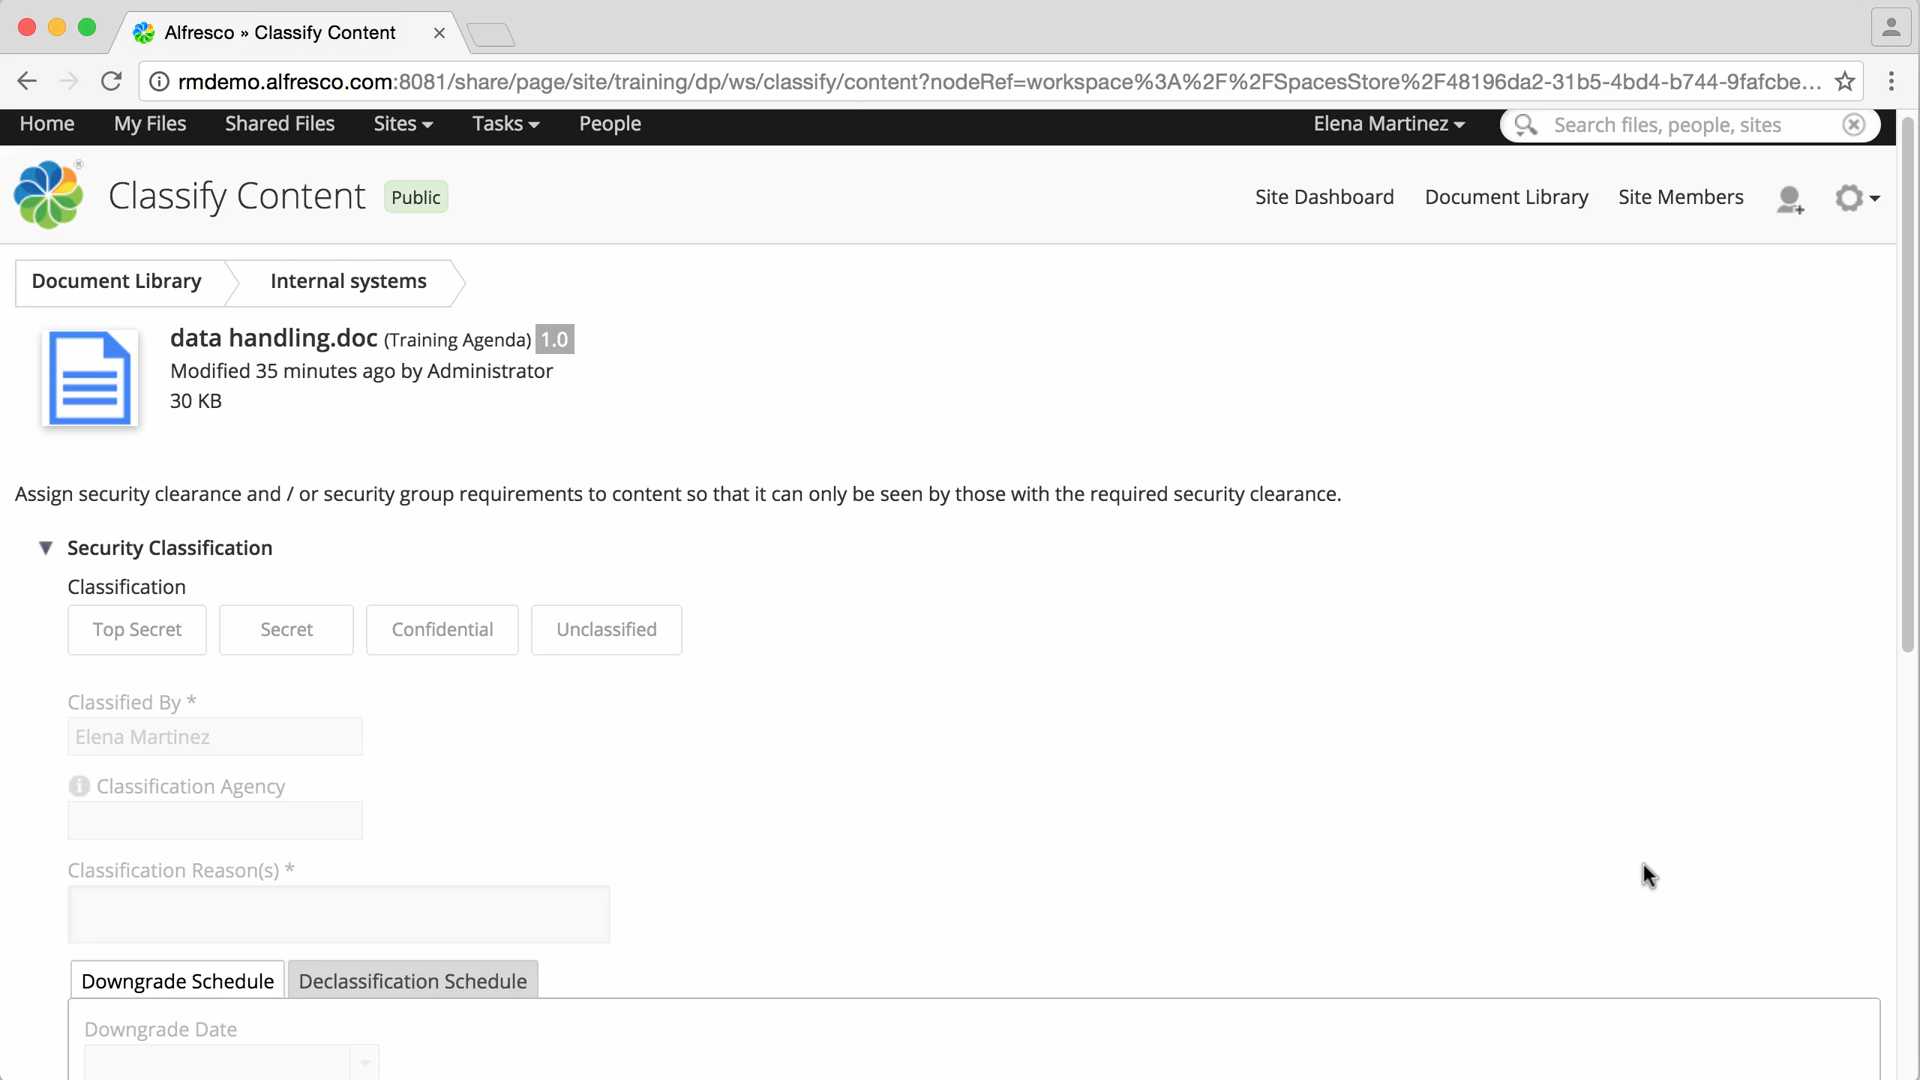 Alfresco » Classify Content
rmdemo.alfresco.com:8081/share/page/site/training/dp/ws/classify/content?nodeRef=workspace%3A%2F%2FSpacesStore%2F48196da2-31b5-4bd4-b744-9fafcbe...
Home My Files Shared Files Sites Tasks People Elena Martinez Search files, people, sites
Classify Content Public Site Dashboard Document Library Site Members
Document Library Internal systems
data handling.doc (Training Agenda) 1.0
Modified 35 minutes ago by Administrator
30 KB
Assign security clearance and / or security group requirements to content so that it can only be seen by those with the required security clearance.
Security Classification
Classification
Top Secret Secret Confidential Unclassified
Classified By *
Elena Martinez
Classification Agency
Classification Reason(s) *
Downgrade Schedule Declassification Schedule
Downgrade Date